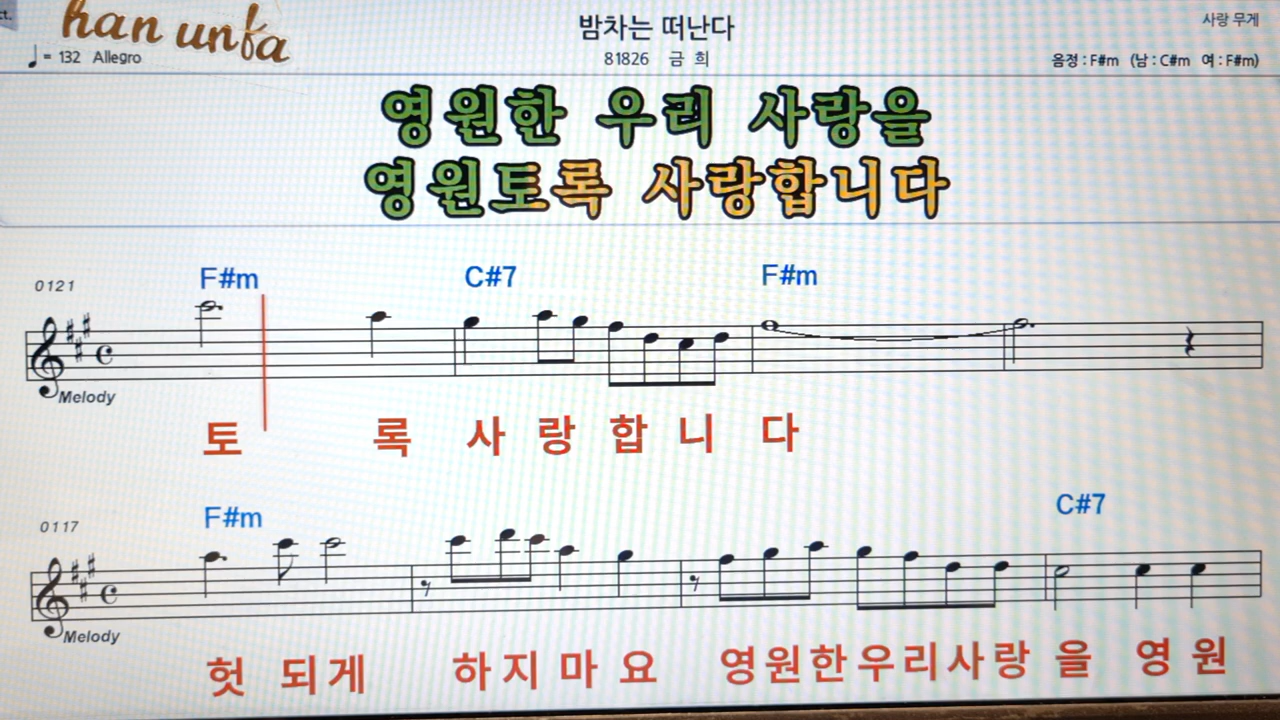 ct.
han unfa
밤차는 떠난다
사랑 무게
♩ = 132 Allegro
81826 금 희
음정 : F#m (남 : C#m 여 : F#m)
영원한 우리 사랑을
영원토록 사랑합니다
0121
F#m C#7 F#m
Melody
토 록 사 랑 합 니 다
0117
F#m C#7
Melody
헛 되게 하지 마 요 영원한우리사랑 을 영 원